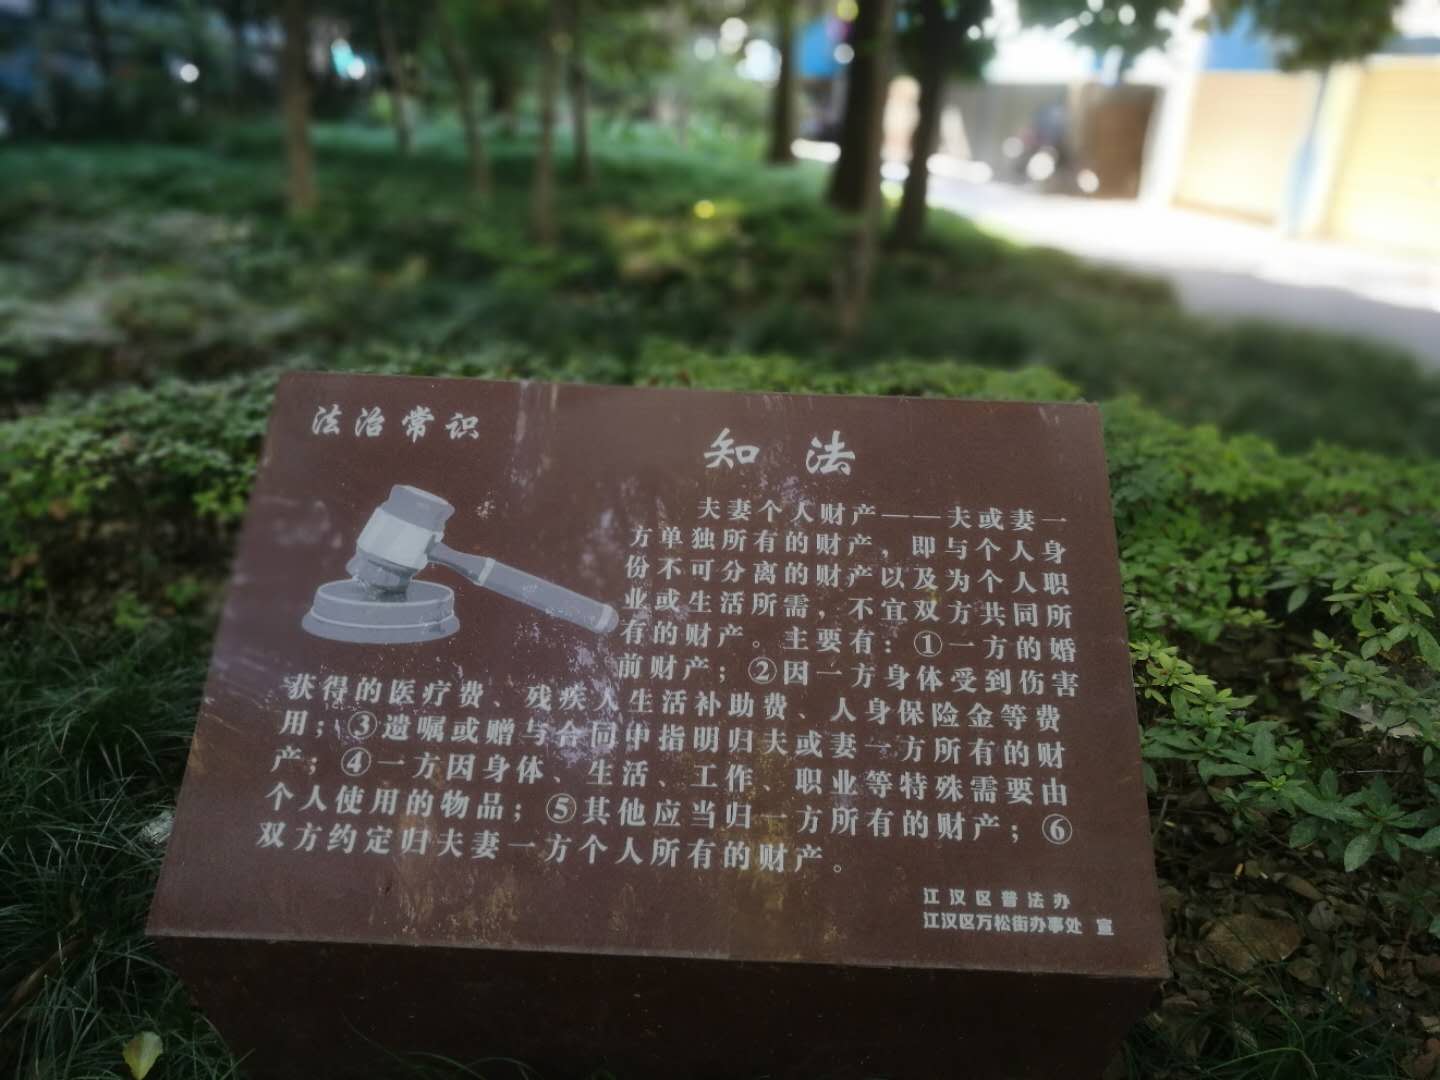 法治常识
知法
夫妻个人财产——夫或妻一
方单独所有的财产，即与个人身
份不可分离的财产以及为个人职
业或生活所需，不宜双方共同所
有的财产。主要有：①一方的婚
前财产；②因一方身体受到伤害
获得的医疗费、残疾人生活补助费、人身保险金等费
用；③遗嘱或赠与合同中指明归夫或妻一方所有的财
产；④一方因身体、生活、工作、职业等特殊需要由
个人使用的物品；⑤其他应当归一方所有的财产；⑥
双方约定归夫妻一方个人所有的财产。
江汉区普法办
江汉区万松街办事处 宣